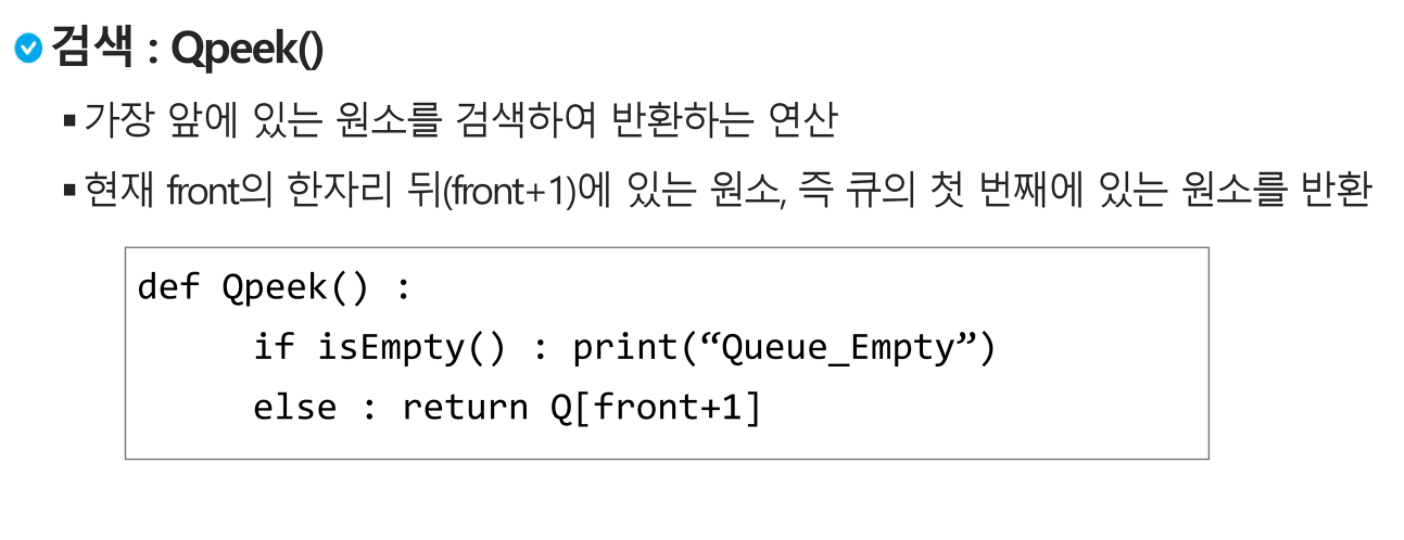 검색 : Qpeek()
▪ 가장 앞에 있는 원소를 검색하여 반환하는 연산
▪ 현재 front의 한자리 뒤(front+1)에 있는 원소, 즉 큐의 첫 번째에 있는 원소를 반환
def Qpeek() :
if isEmpty() : print(“Queue_Empty”)
else : return Q[front+1]